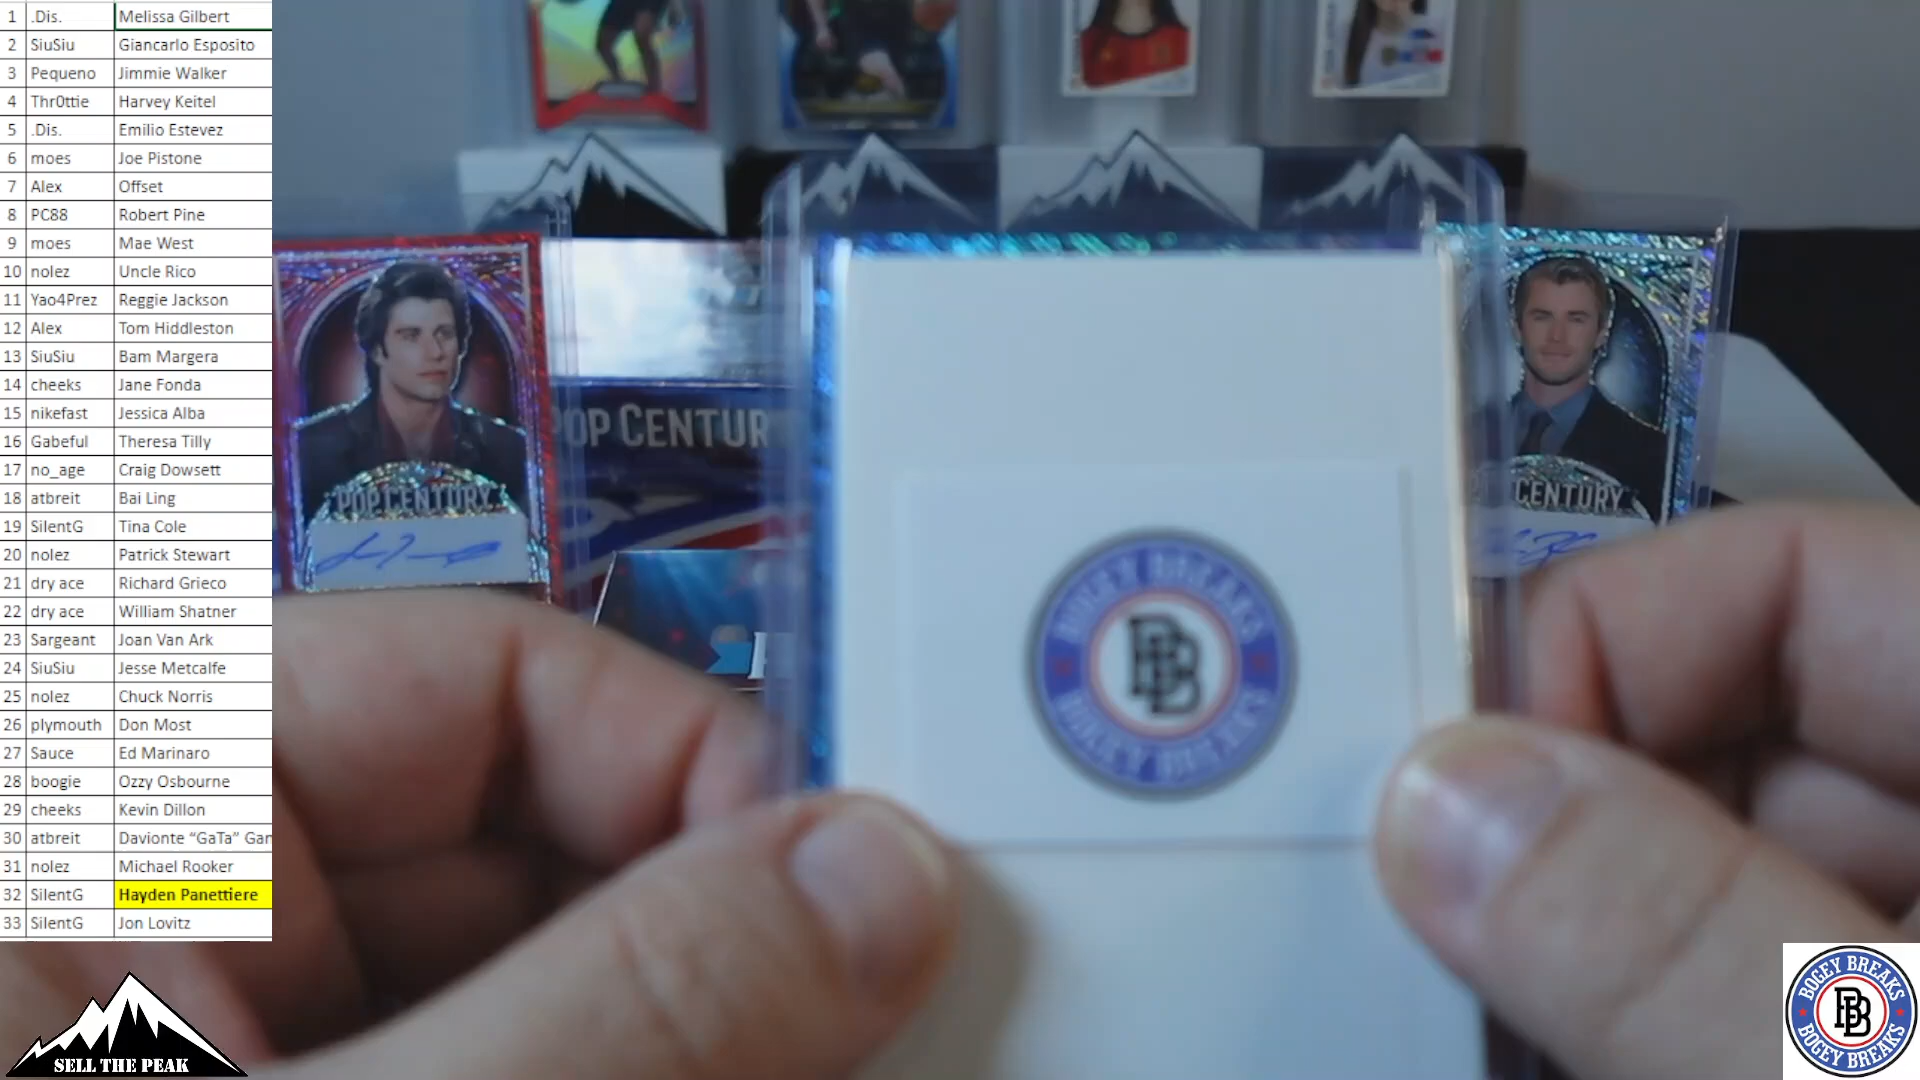 1 .Dis. Melissa Gilbert
2 SiuSiu Giancarlo Esposito
3 Pequeno Jimmie Walker
4 Thr0ttie Harvey Keitel
5 .Dis. Emilio Estevez
6 moes Joe Pistone
7 Alex Offset
8 PC88 Robert Pine
9 moes Mae West
10 nolez Uncle Rico
11 Yao4Prez Reggie Jackson
12 Alex Tom Hiddleston
13 SiuSiu Bam Margera
14 cheeks Jane Fonda
15 nikefast Jessica Alba
16 Gabeful Theresa Tilly
17 no_age Craig Dowsett
18 atbreit Bai Ling
19 SilentG Tina Cole
20 nolez Patrick Stewart
21 dry ace Richard Grieco
22 dry ace William Shatner
23 Sargeant Joan Van Ark
24 SiuSiu Jesse Metcalfe
25 nolez Chuck Norris
26 plymouth Don Most
27 Sauce Ed Marinaro
28 boogie Ozzy Osbourne
29 cheeks Kevin Dillon
30 atbreit Davionte “GaTa” Gan
31 nolez Michael Rooker
32 SilentG Hayden Panettiere
33 SilentG Jon Lovitz
SELL THE PEAK
POP CENTURY
POP CENTUR
CENTURY
BOGEY BREAKS
BB
BOGEY BREAKS
BOGEY BREAKS
BB
BOGEY BREAKS